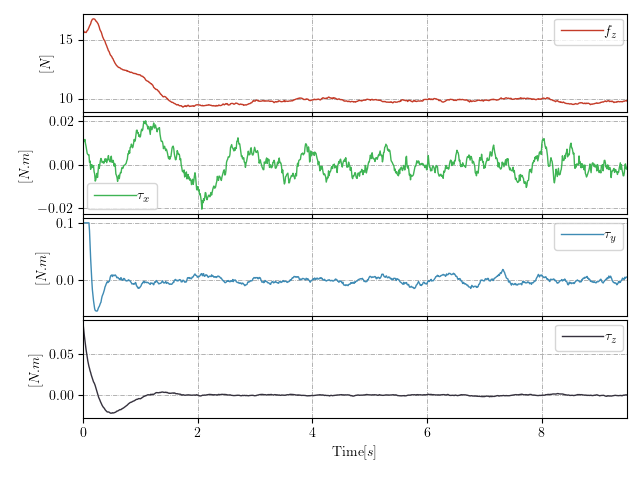 15
10
[N]
f_z
0.02
0.00
−0.02
[N.m]
τ_x
0.1
0.0
[N.m]
τ_y
0.05
0.00
[N.m]
τ_z
0 2 4 6 8
Time[s]